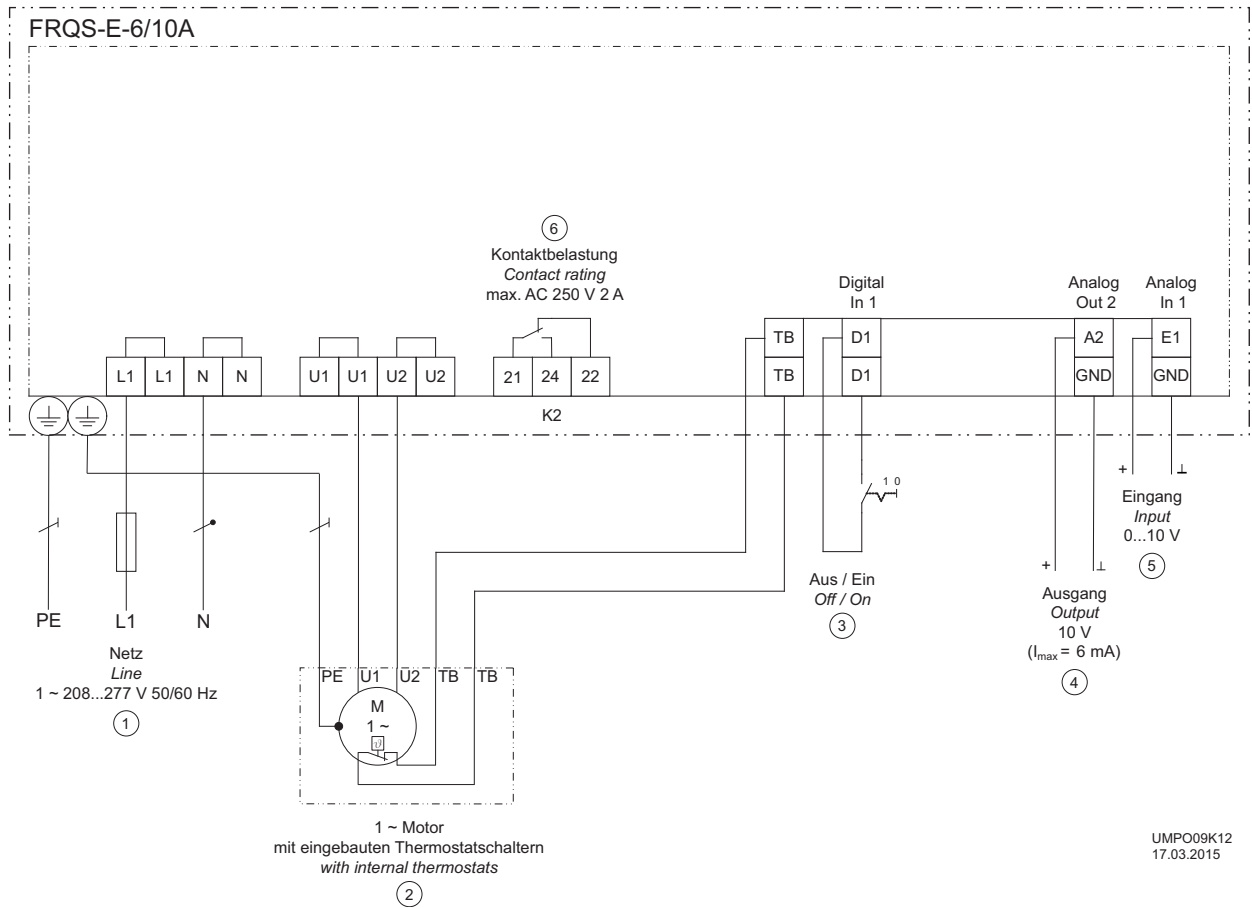 FRQS-E-6/10A
6
Kontaktbelastung
Contact rating
max. AC 250 V 2 A
Digital
In 1
Analog
Out 2
Analog
In 1
L1 L1 N N
U1 U1 U2 U2
21 24 22
K2
TB
TB
D1
D1
A2
GND
E1
GND
1 0
+ ⊥
Eingang
Input
0...10 V
5
Aus / Ein
Off / On
3
+ ⊥
Ausgang
Output
10 V
(Imax = 6 mA)
4
PE L1 N
Netz
Line
1 ~ 208...277 V 50/60 Hz
1
PE U1 U2 TB TB
M
1 ~
ϑ
1 ~ Motor
mit eingebauten Thermostatschaltern
with internal thermostats
2
UMPO09K12
17.03.2015